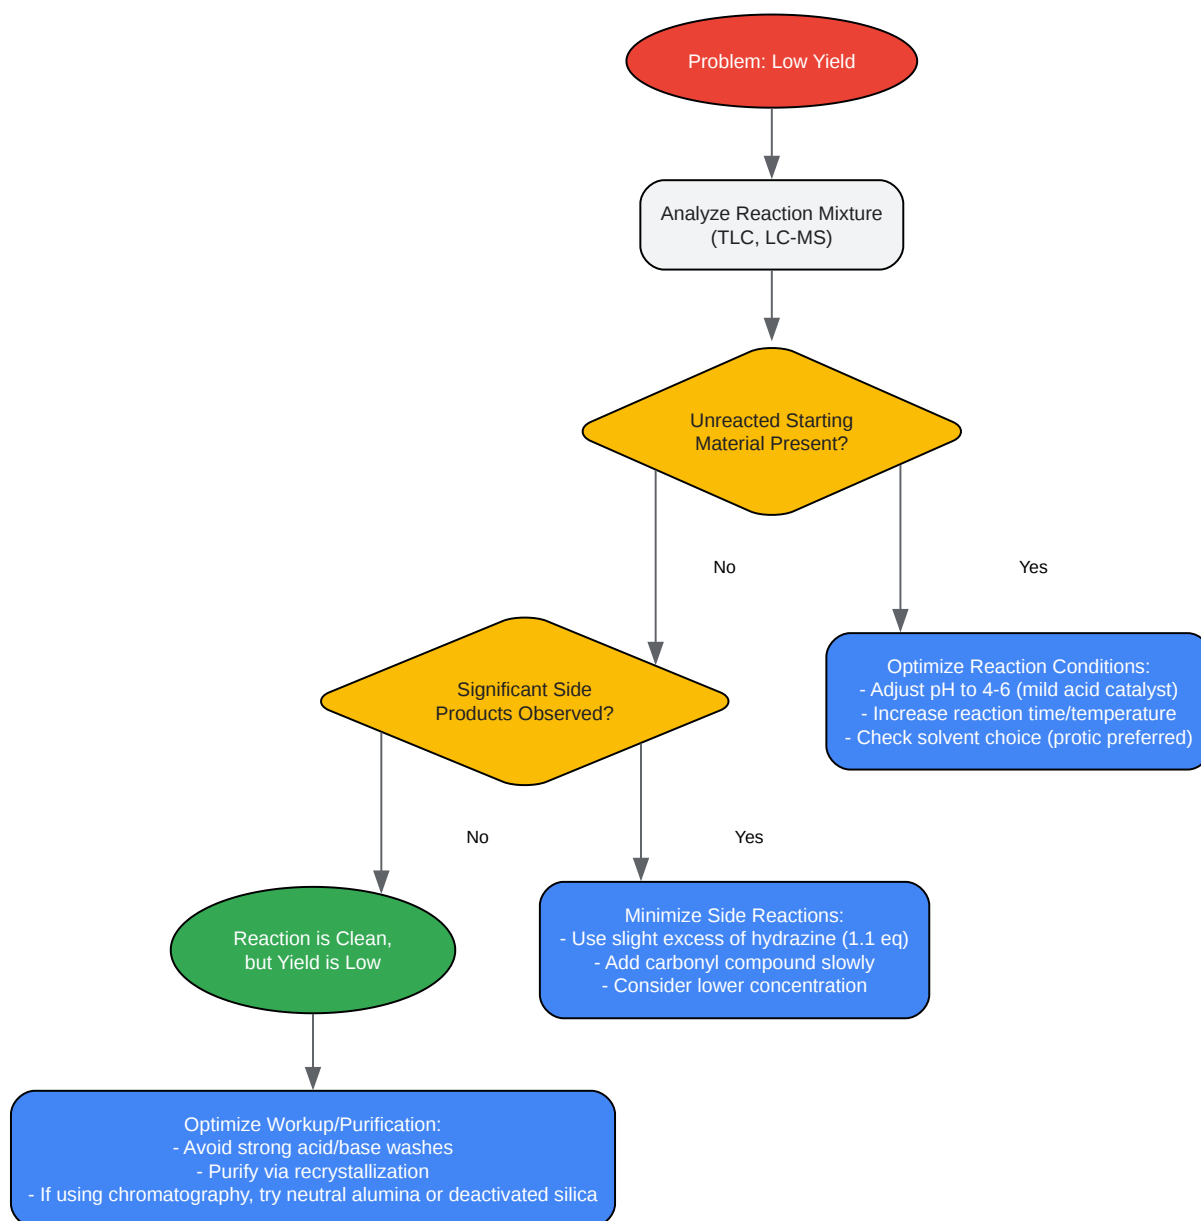 Problem: Low Yield
Analyze Reaction Mixture
(TLC, LC-MS)
Unreacted Starting
Material Present?
No
Yes
Optimize Reaction Conditions:
- Adjust pH to 4-6 (mild acid catalyst)
- Increase reaction time/temperature
- Check solvent choice (protic preferred)
Significant Side
Products Observed?
No
Yes
Minimize Side Reactions:
- Use slight excess of hydrazine (1.1 eq)
- Add carbonyl compound slowly
- Consider lower concentration
Reaction is Clean,
but Yield is Low
Optimize Workup/Purification:
- Avoid strong acid/base washes
- Purify via recrystallization
- If using chromatography, try neutral alumina or deactivated silica